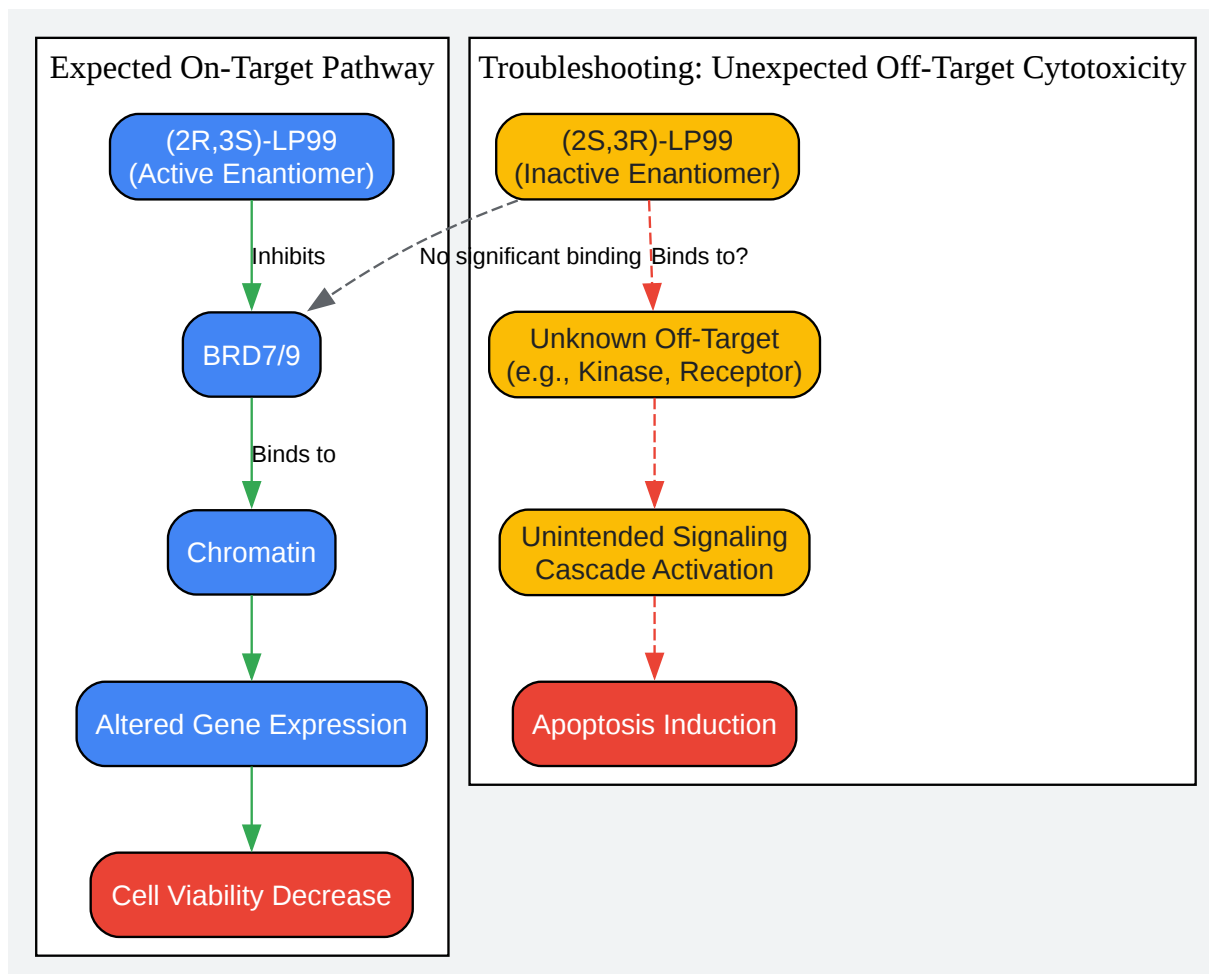 Expected On-Target Pathway
(2R,3S)-LP99
(Active Enantiomer)
Inhibits
BRD7/9
Binds to
Chromatin
Altered Gene Expression
Cell Viability Decrease
Troubleshooting: Unexpected Off-Target Cytotoxicity
(2S,3R)-LP99
(Inactive Enantiomer)
No significant binding
Binds to?
Unknown Off-Target
(e.g., Kinase, Receptor)
Unintended Signaling
Cascade Activation
Apoptosis Induction